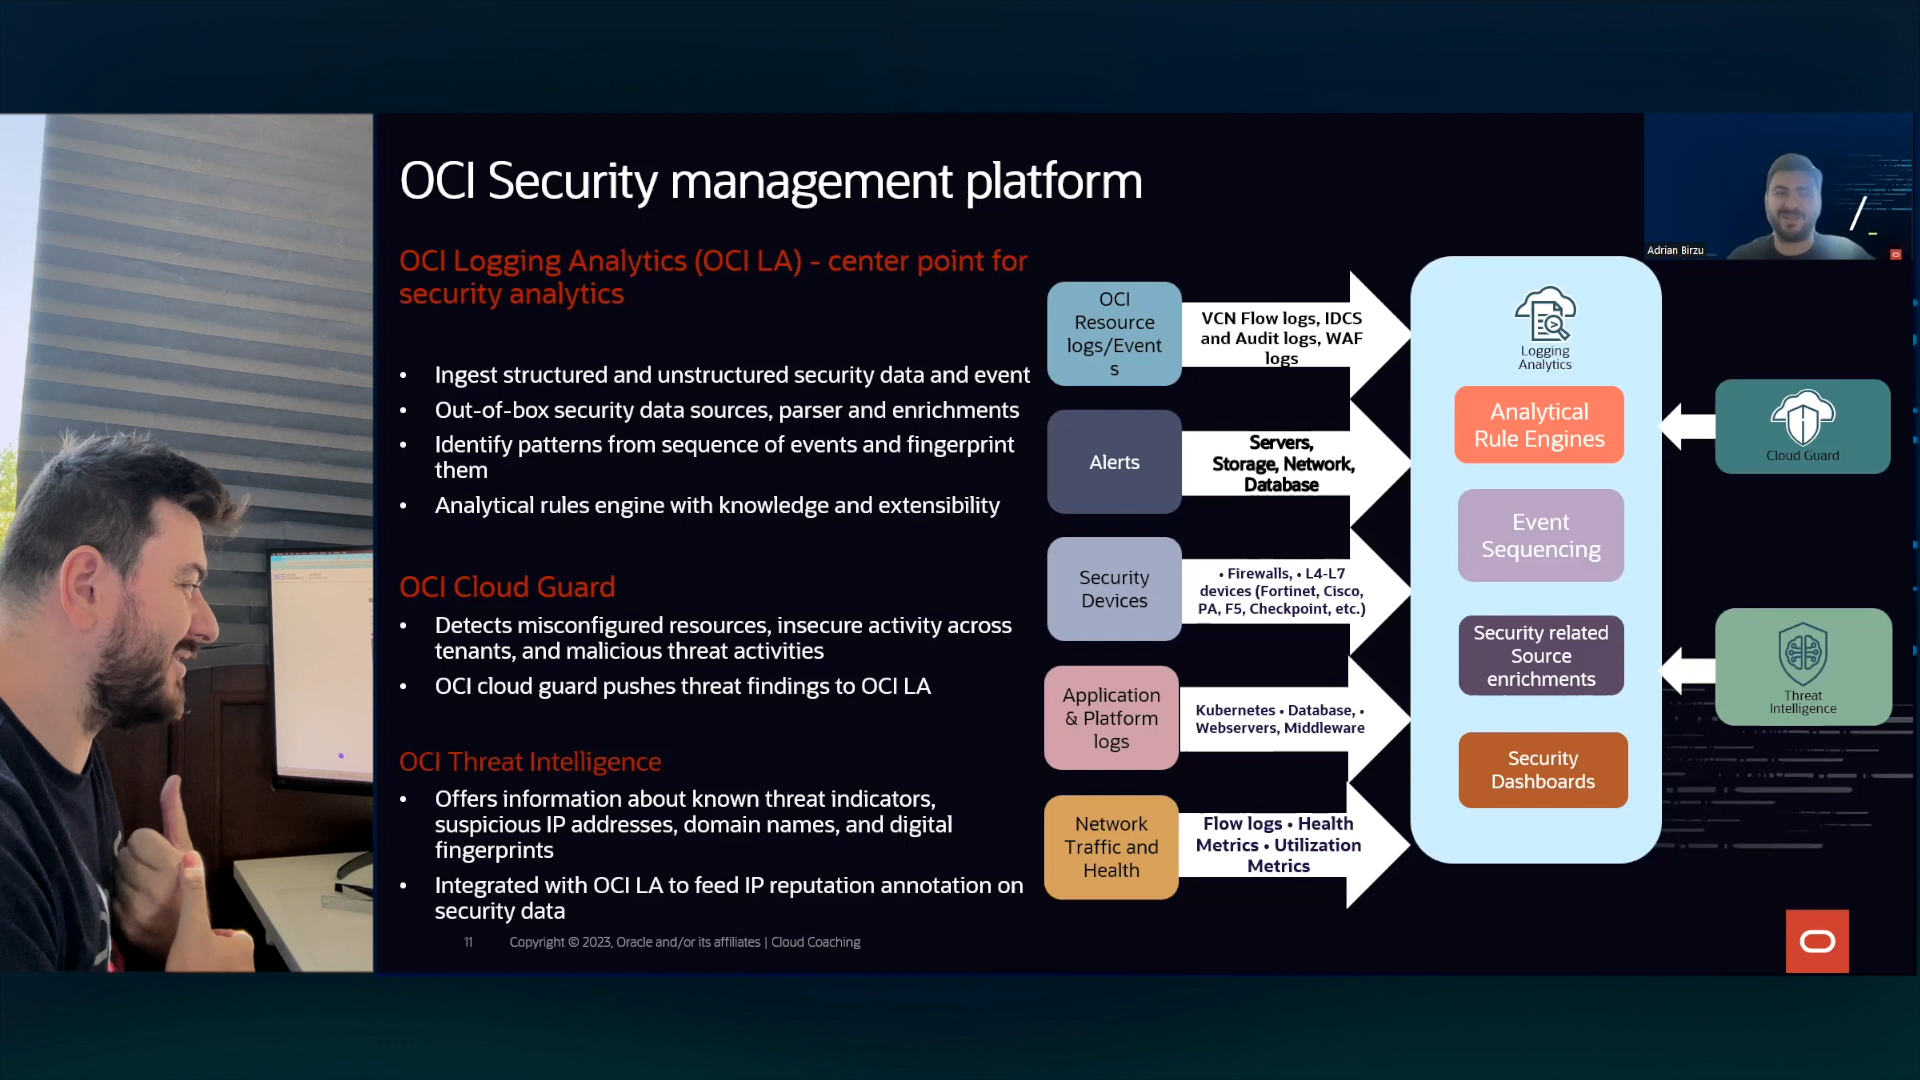 OCI Security management platform
OCI Logging Analytics (OCI LA) - center point for
security analytics
• Ingest structured and unstructured security data and event
• Out-of-box security data sources, parser and enrichments
• Identify patterns from sequence of events and fingerprint
them
• Analytical rules engine with knowledge and extensibility
OCI Cloud Guard
• Detects misconfigured resources, insecure activity across
tenants, and malicious threat activities
• OCI cloud guard pushes threat findings to OCI LA
OCI Threat Intelligence
• Offers information about known threat indicators,
suspicious IP addresses, domain names, and digital
fingerprints
• Integrated with OCI LA to feed IP reputation annotation on
security data
11 Copyright © 2023, Oracle and/or its affiliates | Cloud Coaching
OCI
Resource
logs/Event
s
VCN Flow logs, IDCS
and Audit logs, WAF
logs
Alerts
Servers,
Storage, Network,
Database
Security
Devices
• Firewalls, • L4-L7
devices (Fortinet, Cisco,
PA, F5, Checkpoint, etc.)
Application
& Platform
logs
Kubernetes • Database, •
Webservers, Middleware
Network
Traffic and
Health
Flow logs • Health
Metrics • Utilization
Metrics
Logging
Analytics
Analytical
Rule Engines
Event
Sequencing
Security related
Source
enrichments
Security
Dashboards
Cloud Guard
Threat
Intelligence
Adrian Birzu